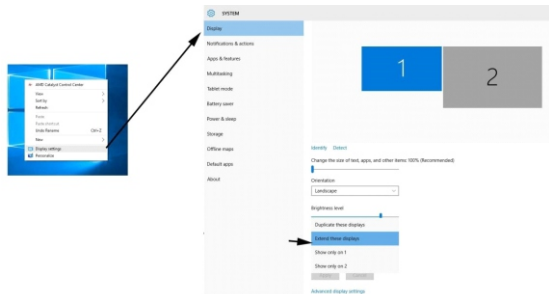 AMD Catalyst Control Center
View
Sort by
Refresh
Paste
Paste shortcut
Undo Rename Ctrl+Z
New
Display settings
Personalize
SYSTEM
Display
Notifications & actions
Apps & features
Multitasking
Tablet mode
Battery saver
Power & sleep
Storage
Offline maps
Default apps
About
1
2
Identify Detect
Change the size of text, apps, and other items: 100% (Recommended)
Orientation
Landscape
Brightness level
Duplicate these displays
Extend these displays
Show only on 1
Show only on 2
Advanced display settings